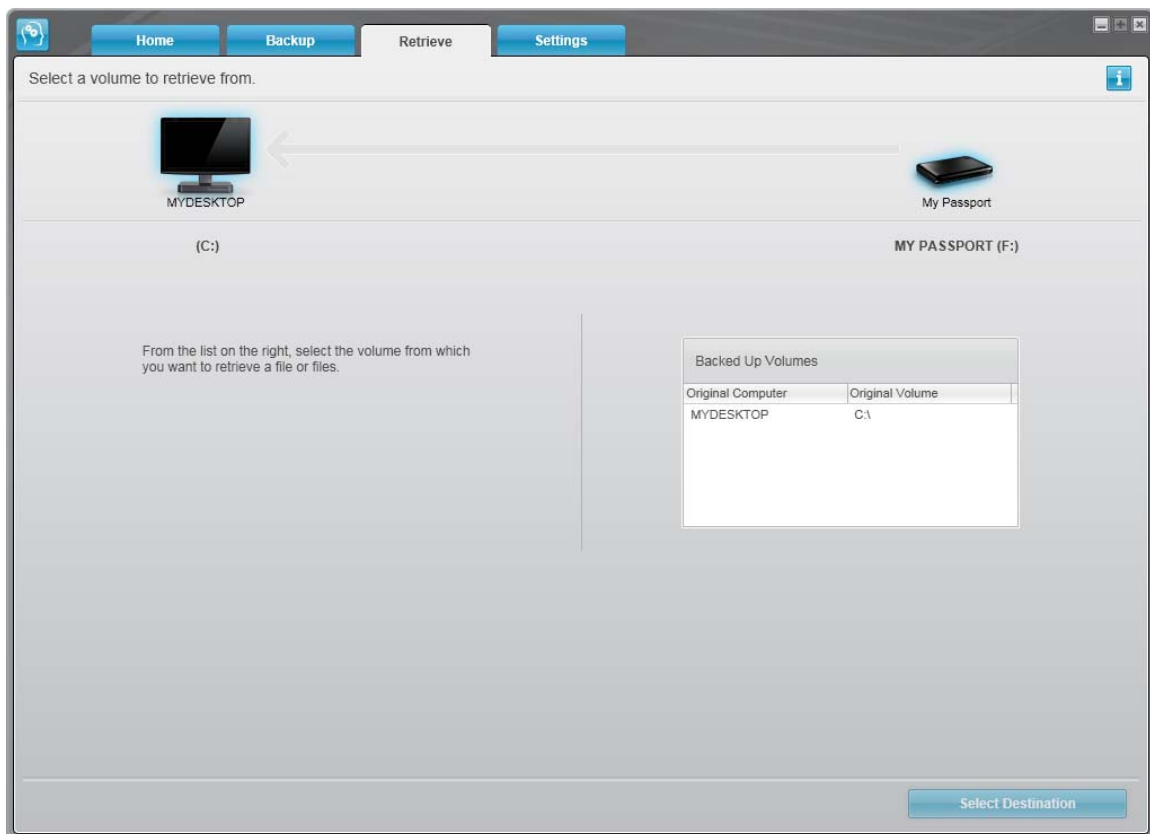 Home Backup Retrieve Settings
Select a volume to retrieve from.
i
MYDESKTOP My Passport
(C:) MY PASSPORT (F:)
From the list on the right, select the volume from which
you want to retrieve a file or files.
Backed Up Volumes
Original Computer Original Volume
MYDESKTOP C:\
Select Destination